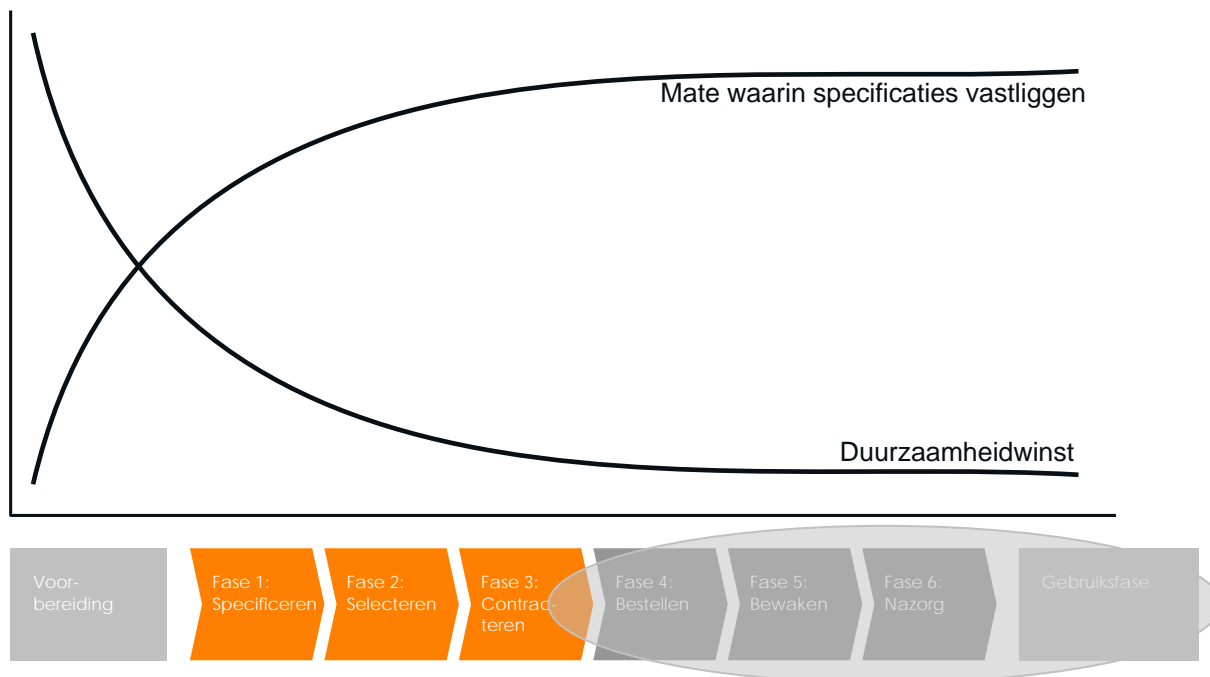 Mate waarin specificaties vastliggen
Duurzaamheidwinst
Voor-
bereiding
Fase 1:
Specificeren
Fase 2:
Selecteren
Fase 3:
Contrac-
teren
Fase 4:
Bestellen
Fase 5:
Bewaken
Fase 6:
Nazorg
Gebruiksfase